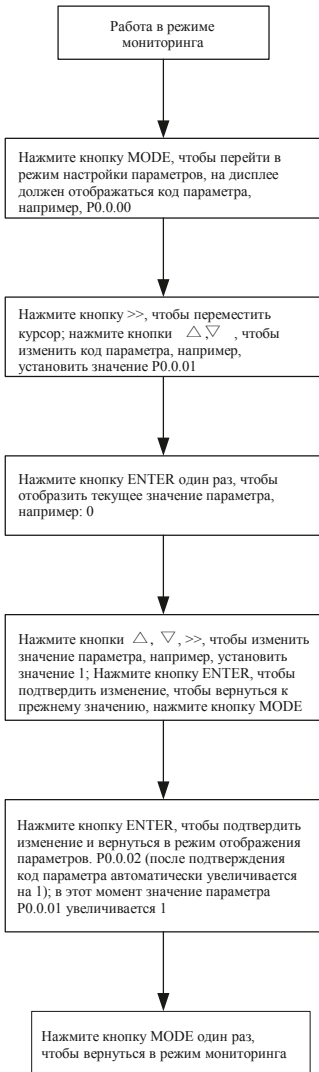 Работа в режиме
мониторинга
Нажмите кнопку MODE, чтобы перейти в
режим настройки параметров, на дисплее
должен отображаться код параметра,
например, P0.0.00
Нажмите кнопку >>, чтобы переместить
курсор; нажмите кнопки △,▽ , чтобы
изменить код параметра, например,
установить значение P0.0.01
Нажмите кнопку ENTER один раз, чтобы
отобразить текущее значение параметра,
например: 0
Нажмите кнопки △, ▽, >>, чтобы изменить
значение параметра, например, установить
значение 1; Нажмите кнопку ENTER, чтобы
подтвердить изменение, чтобы вернуться к
прежнему значению, нажмите кнопку MODE
Нажмите кнопку ENTER, чтобы подтвердить
изменение и вернуться в режим отображения
параметров. P0.0.02 (после подтверждения
код параметра автоматически увеличивается
на 1); в этот момент значение параметра
P0.0.01 увеличивается 1
Нажмите кнопку MODE один раз,
чтобы вернуться в режим мониторинга